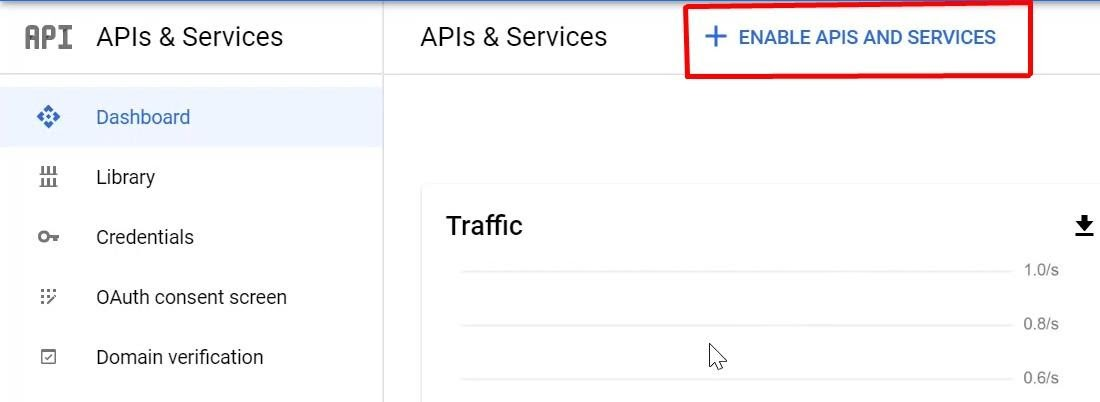 API APIs & Services
Dashboard
Library
Credentials
OAuth consent screen
Domain verification
APIs & Services
ENABLE APIS AND SERVICES
Traffic
1.0/s
0.8/s
0.6/s